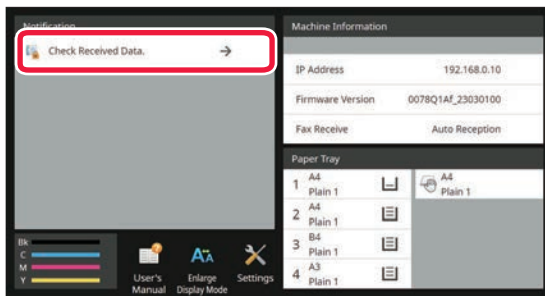 Notification
Check Received Data.
Machine Information
IP Address 192.168.0.10
Firmware Version 0078Q1Af_23030100
Fax Receive Auto Reception
Paper Tray
1 A4
Plain 1
2 A4
Plain 1
3 B4
Plain 1
4 A3
Plain 1
A4
Plain 1
Bk
C
M
Y
User's
Manual
Enlarge
Display Mode
Settings